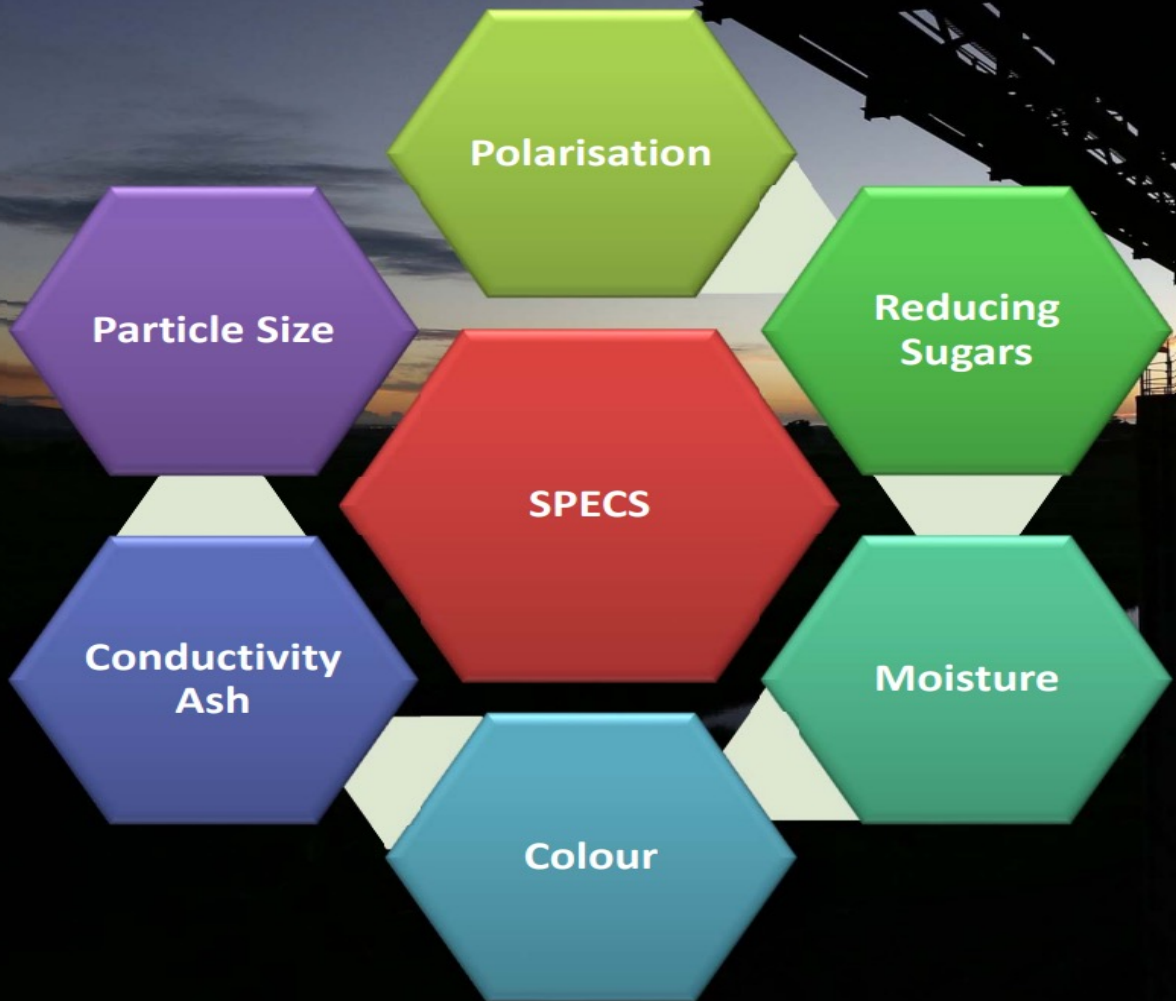 Polarisation
Reducing
Sugars
Particle Size
SPECS
Moisture
Conductivity
Ash
Colour